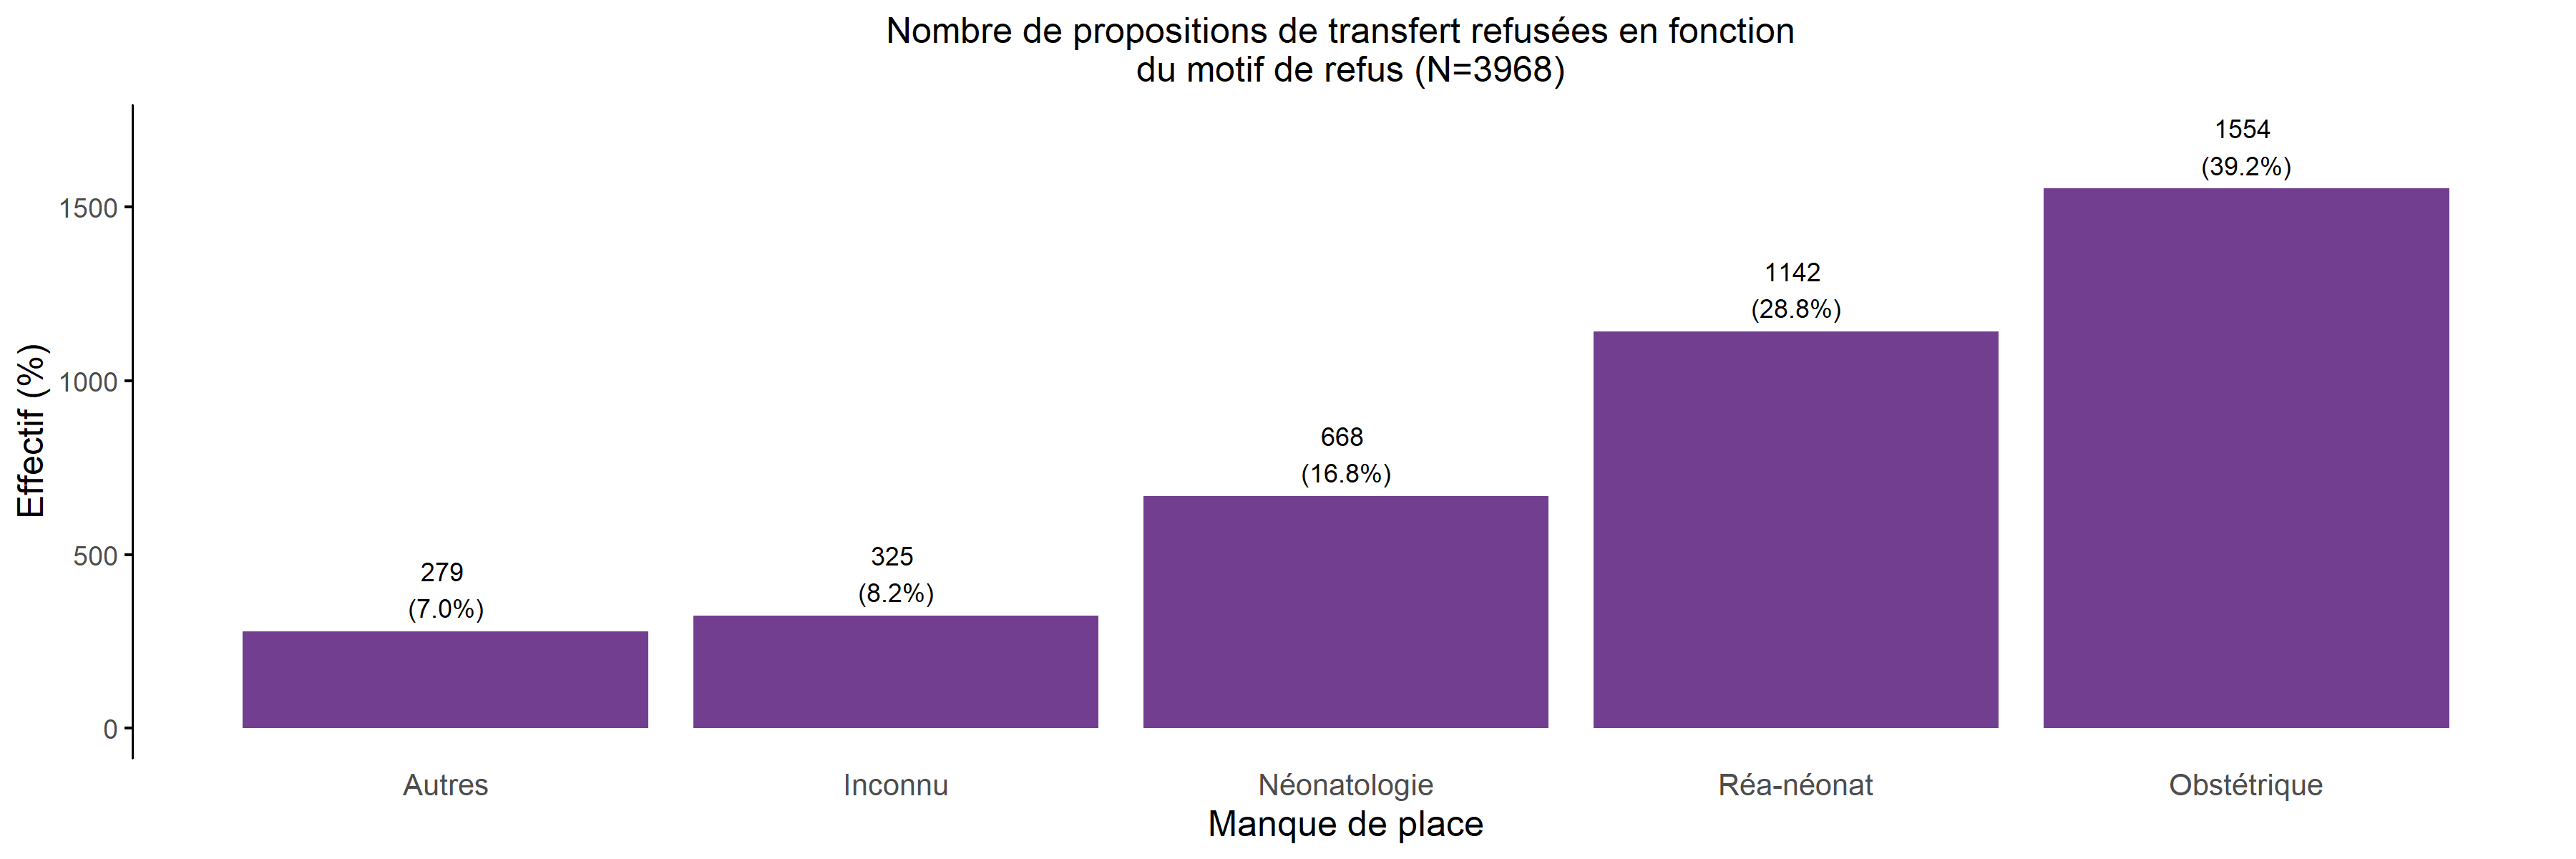 Nombre de propositions de transfert refusées en fonction
du motif de refus (N=3968)
Effectif (%)
1500
1000
500
0
279
(7.0%)
325
(8.2%)
668
(16.8%)
1142
(28.8%)
1554
(39.2%)
Autres
Inconnu
Néonatologie
Réa-néonat
Obstétrique
Manque de place